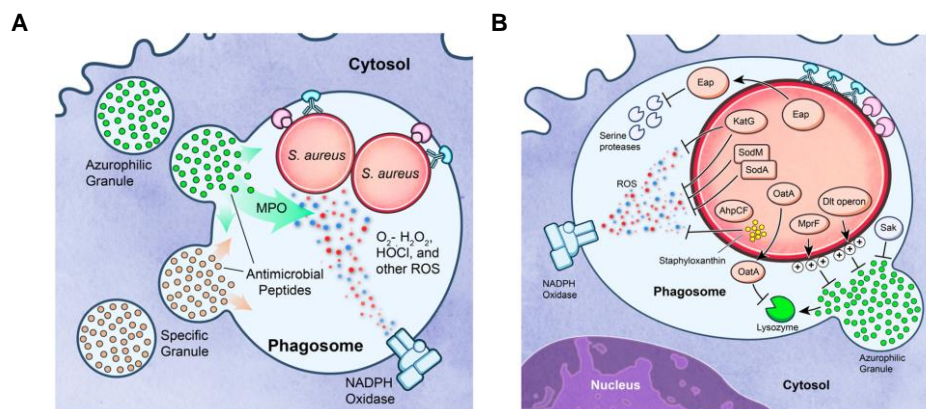 A
Cytosol
Azurophilic
Granule
S. aureus
S. aureus
MPO
O2- H2O2,
HOCl, and
other ROS
Antimicrobial
Peptides
Specific
Granule
Phagosome
NADPH
Oxidase
B
Eap
Eap
Serine
proteases
KatG
SodM
SodA
ROS
OatA
AhpCF
Dlt operon
MprF
Sak
Staphyloxanthin
+ + +
+ + +
NADPH
Oxidase
OatA
Phagosome
Lysozyme
Azurophilic
Granule
Nucleus
Cytosol